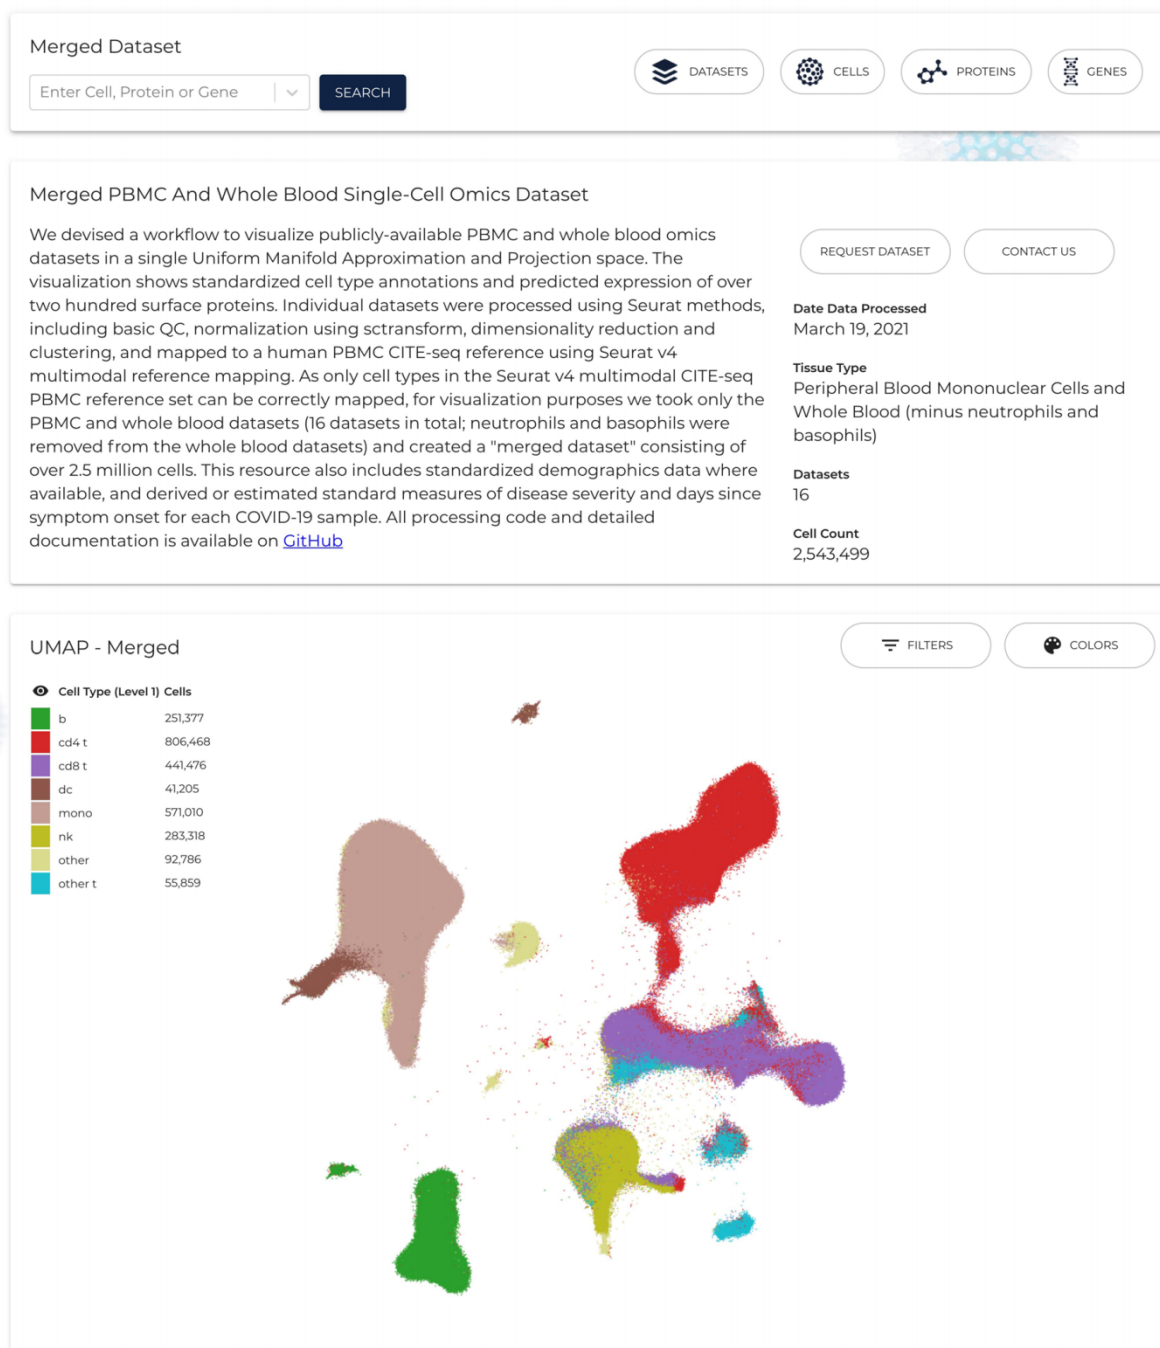 Merged Dataset
Enter Cell, Protein or Gene
SEARCH
DATASETS
CELLS
PROTEINS
GENES
Merged PBMC And Whole Blood Single-Cell Omics Dataset
We devised a workflow to visualize publicly-available PBMC and whole blood omics
datasets in a single Uniform Manifold Approximation and Projection space. The
visualization shows standardized cell type annotations and predicted expression of over
two hundred surface proteins. Individual datasets were processed using Seurat methods,
including basic QC, normalization using sctransform, dimensionality reduction and
clustering, and mapped to a human PBMC CITE-seq reference using Seurat v4
multimodal reference mapping. As only cell types in the Seurat v4 multimodal CITE-seq
PBMC reference set can be correctly mapped, for visualization purposes we took only the
PBMC and whole blood datasets (16 datasets in total; neutrophils and basophils were
removed from the whole blood datasets) and created a "merged dataset" consisting of
over 2.5 million cells. This resource also includes standardized demographics data where
available, and derived or estimated standard measures of disease severity and days since
symptom onset for each COVID-19 sample. All processing code and detailed
documentation is available on GitHub
REQUEST DATASET
CONTACT US
Date Data Processed
March 19, 2021
Tissue Type
Peripheral Blood Mononuclear Cells and
Whole Blood (minus neutrophils and
basophils)
Datasets
16
Cell Count
2,543,499
UMAP - Merged
FILTERS
COLORS
Cell Type (Level 1) Cells
b 251,377
cd4 t 806,468
cd8 t 441,476
dc 41,205
mono 571,010
nk 283,318
other 92,786
other t 55,859